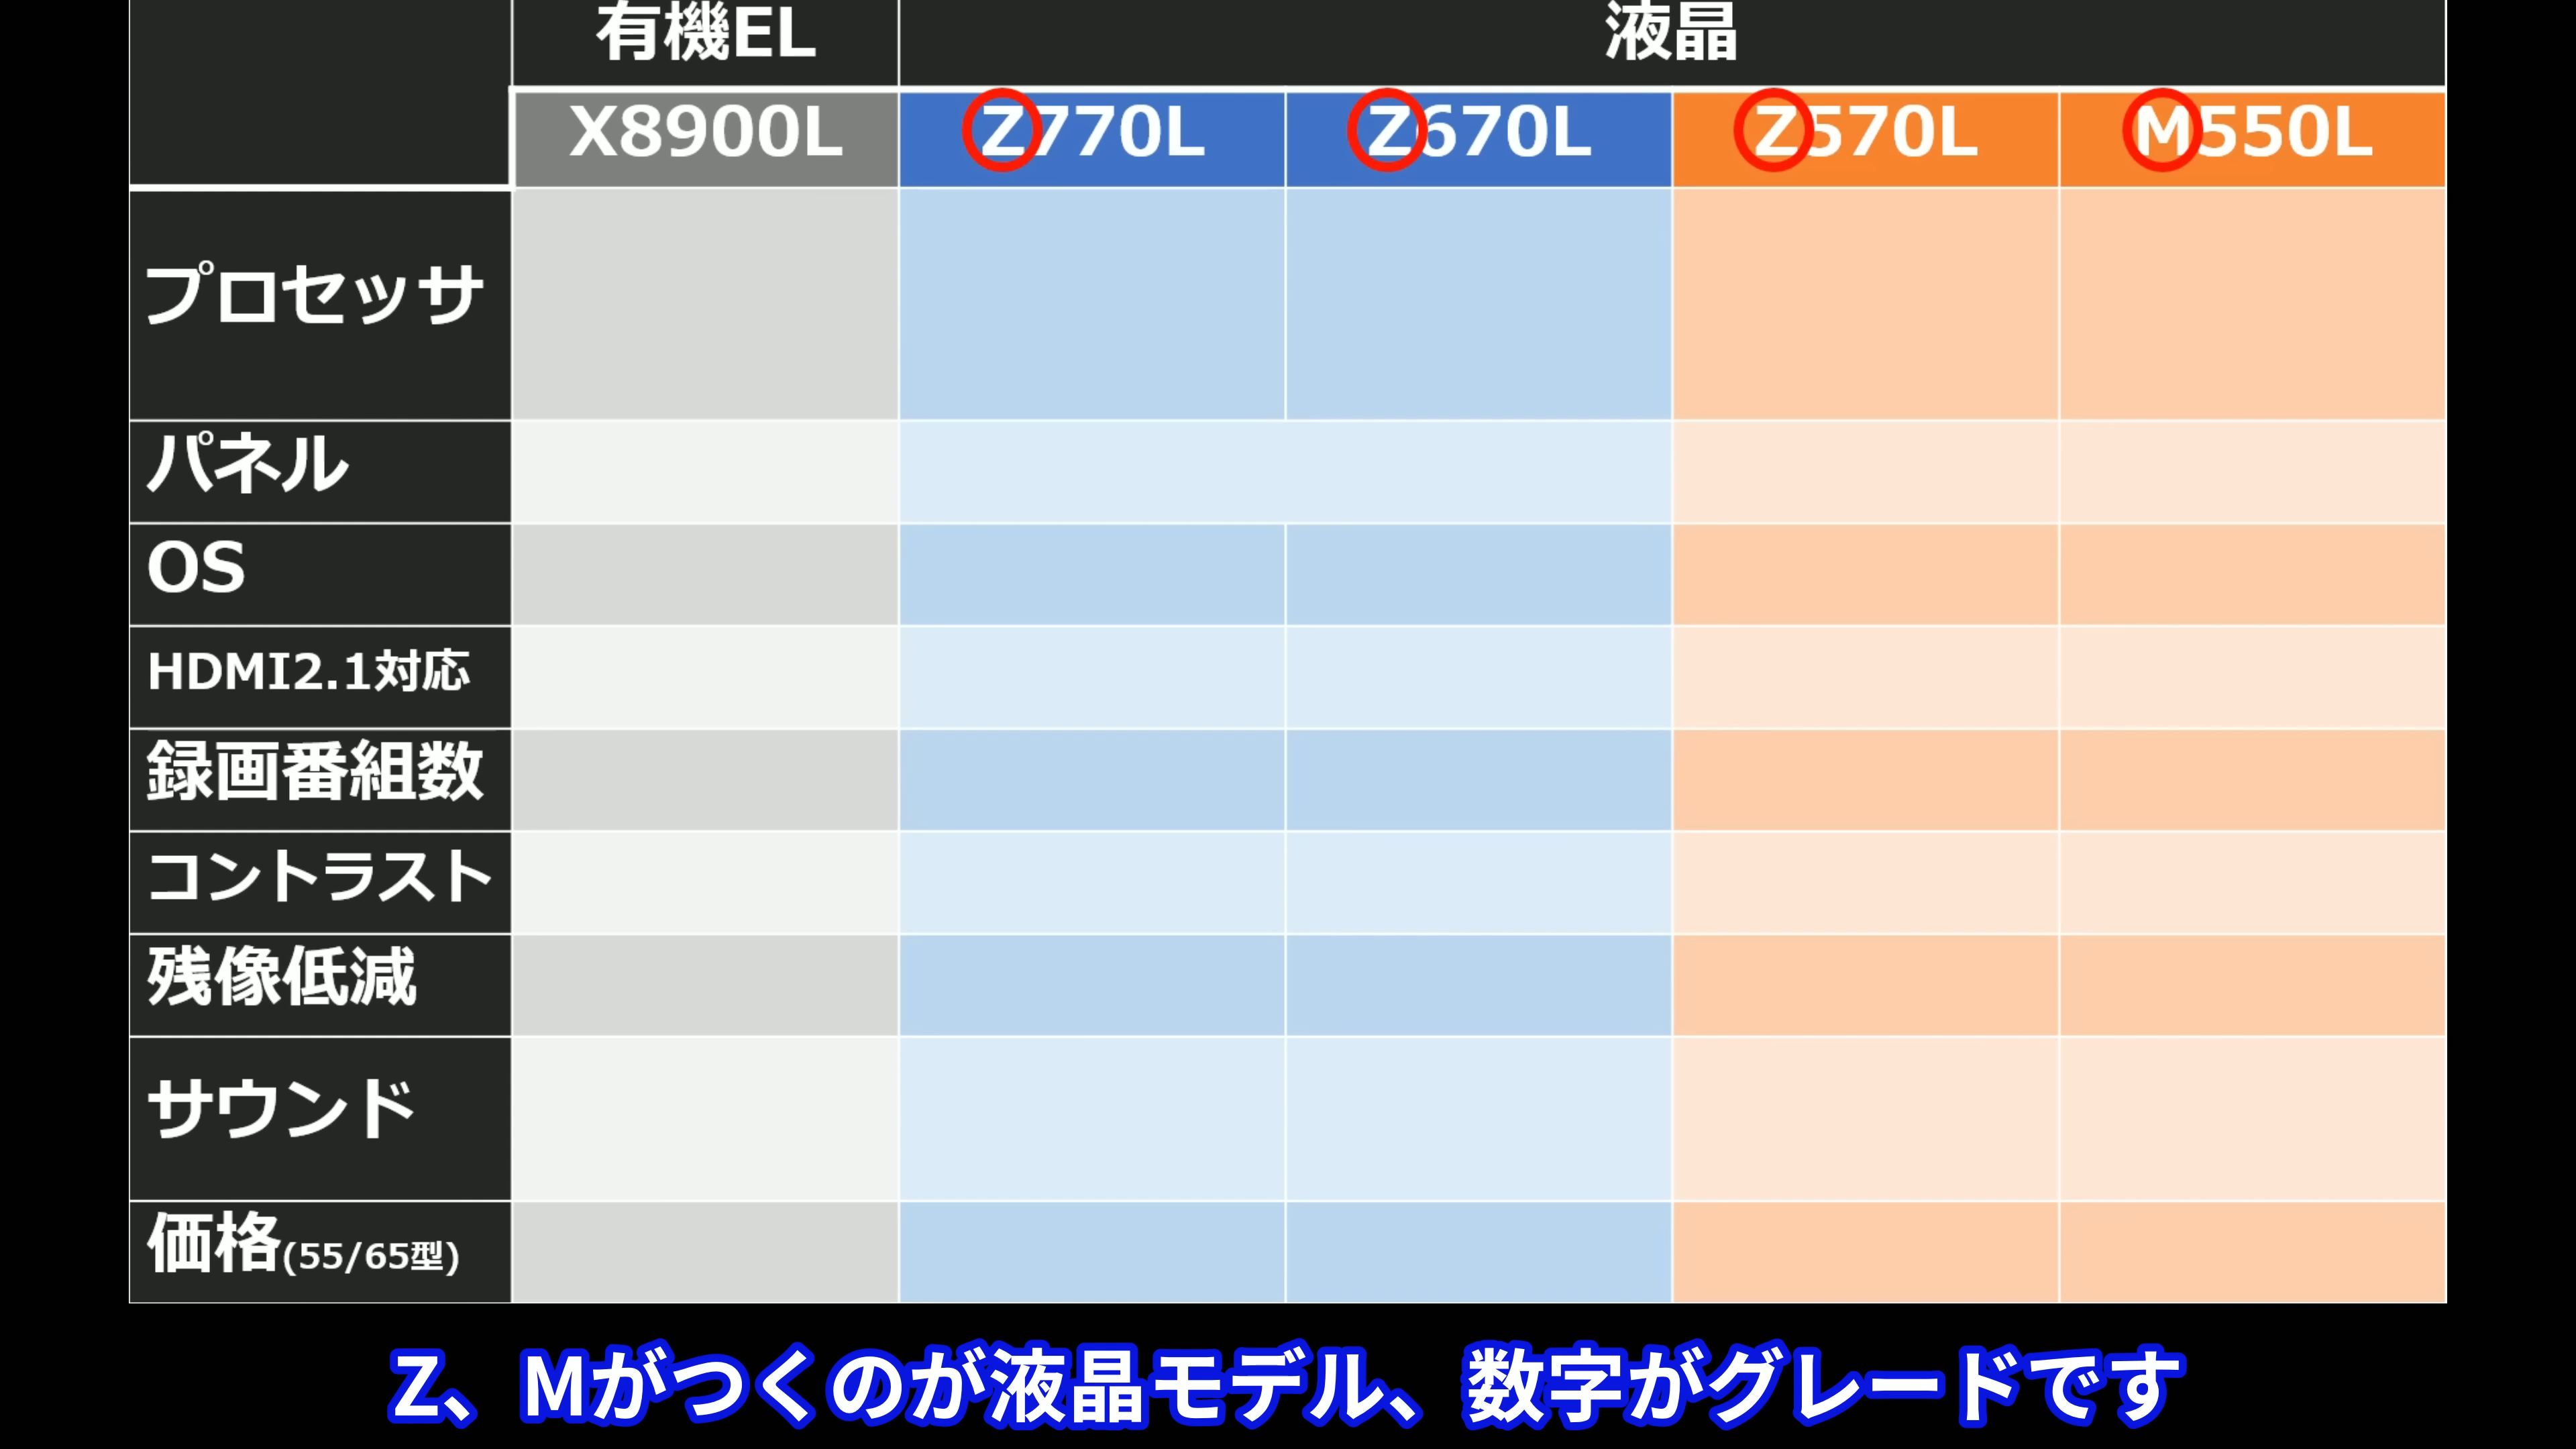 有機EL 液晶
X8900L Z770L Z670L Z570L M550L
プロセッサ
パネル
OS
HDMI2.1対応
録画番組数
コントラスト
残像低減
サウンド
価格(55/65型)
Z、Mがつくのが液晶モデル、数字がグレードです